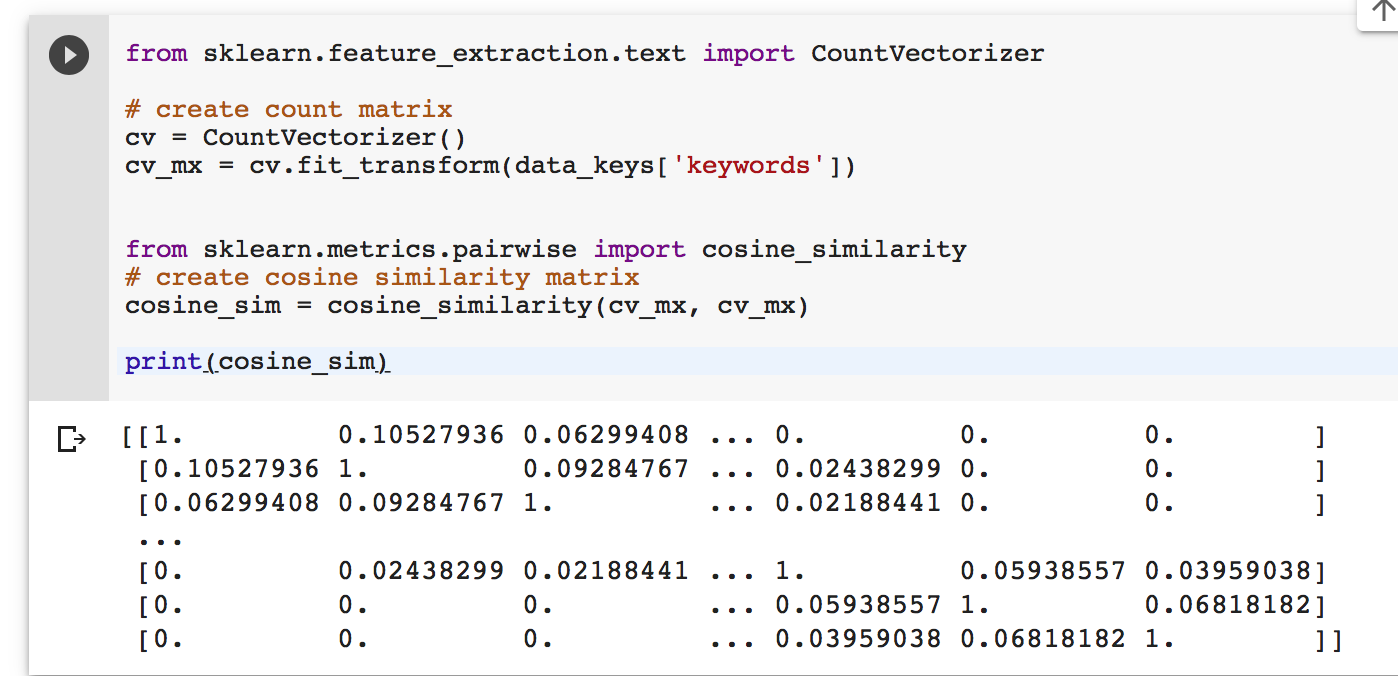 from sklearn.feature_extraction.text import CountVectorizer
# create count matrix
cv = CountVectorizer()
cv_mx = cv.fit_transform(data_keys['keywords'])
from sklearn.metrics.pairwise import cosine_similarity
# create cosine similarity matrix
cosine_sim = cosine_similarity(cv_mx, cv_mx)
print(cosine_sim)
[[1. 0.10527936 0.06299408 ... 0. 0. 0. ]
[0.10527936 1. 0.09284767 ... 0.02438299 0. 0. ]
[0.06299408 0.09284767 1. ... 0.02188441 0. 0. ]
...
[0. 0.02438299 0.02188441 ... 1. 0.05938557 0.03959038]
[0. 0. 0. ... 0.05938557 1. 0.06818182]
[0. 0. 0. ... 0.03959038 0.06818182 1. ]]